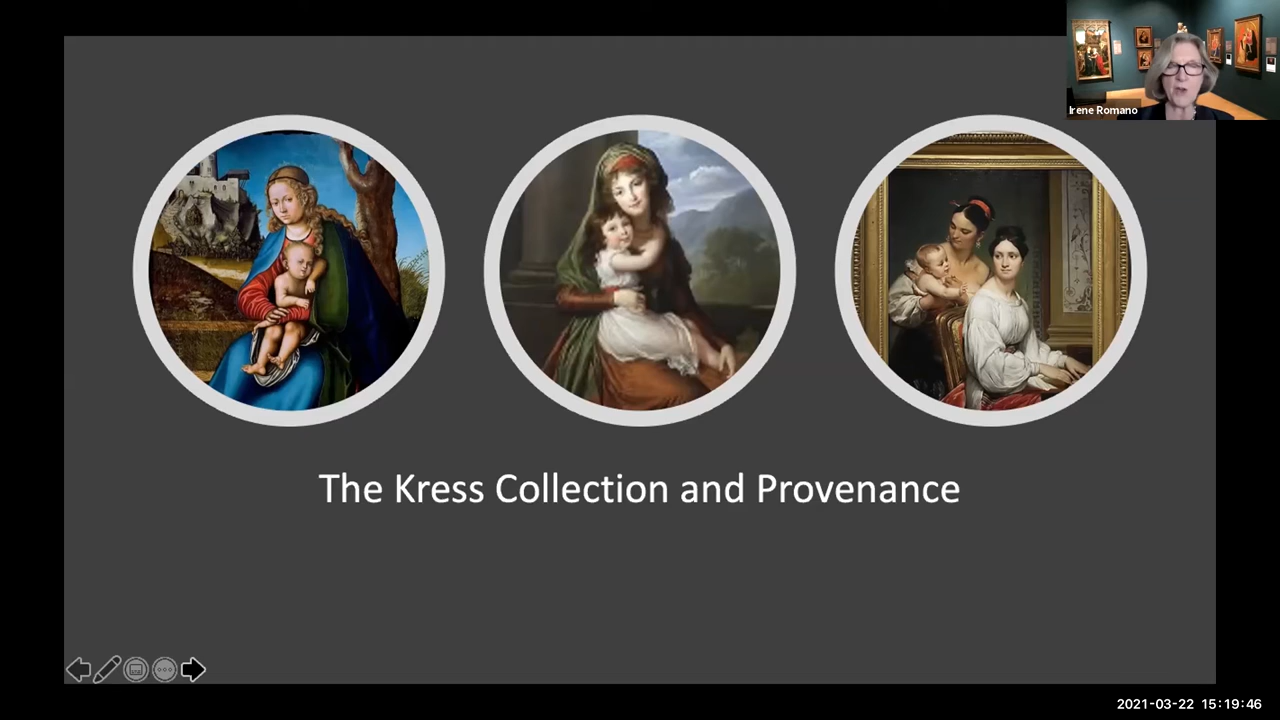 Irene Romano
The Kress Collection and Provenance
2021-03-22 15:19:46